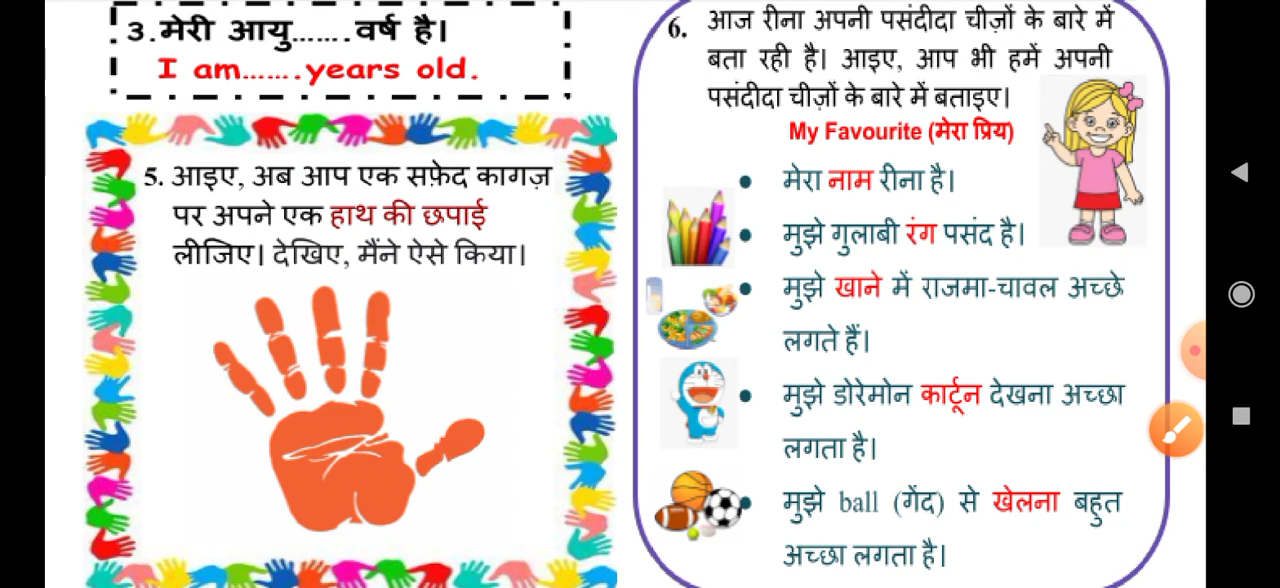 3.मेरी आयु.......वर्ष है।
I am.......years old.
5. आइए, अब आप एक सफ़ेद कागज़
पर अपने एक हाथ की छपाई
लीजिए। देखिए, मैंने ऐसे किया।
6. आज रीना अपनी पसंदीदा चीज़ों के बारे में
बता रही है। आइए, आप भी हमें अपनी
पसंदीदा चीज़ों के बारे में बताइए।
My Favourite (मेरा प्रिय)
• मेरा नाम रीना है।
• मुझे गुलाबी रंग पसंद है।
• मुझे खाने में राजमा-चावल अच्छे
लगते हैं।
• मुझे डोरेमोन कार्टून देखना अच्छा
लगता है।
• मुझे ball (गेंद) से खेलना बहुत
अच्छा लगता है।